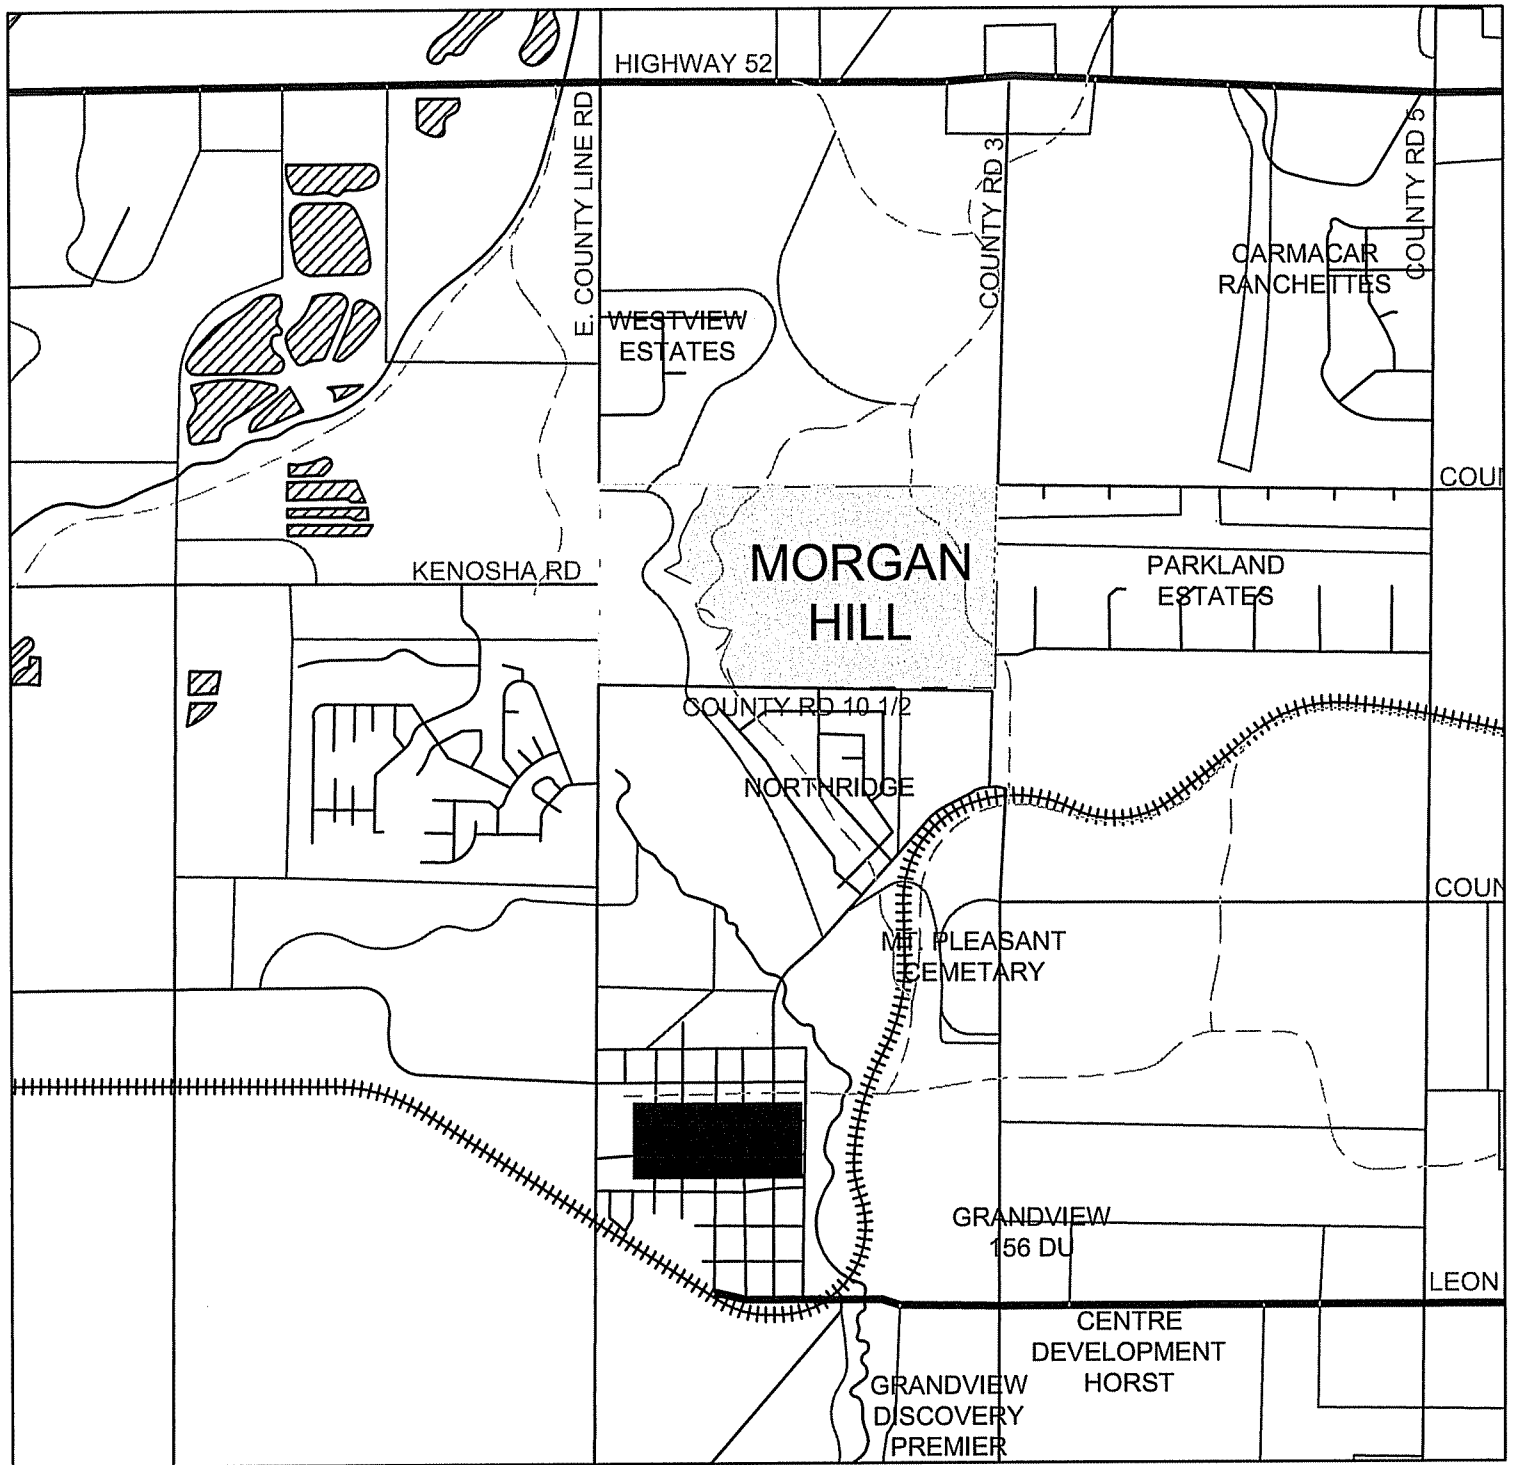 HIGHWAY 52
E. COUNTY LINE RD
COUNTY RD 3
COUNTY RD 5
CARMACAR
RANCHETTES
WESTVIEW
ESTATES
COUN
MORGAN
HILL
KENOSHA RD
PARKLAND
ESTATES
COUNTY RD 10 1/2
NORTHRIDGE
COUN
MT. PLEASANT
CEMETARY
GRANDVIEW
156 DU
LEON
CENTRE
DEVELOPMENT
HORST
GRANDVIEW
DISCOVERY
PREMIER